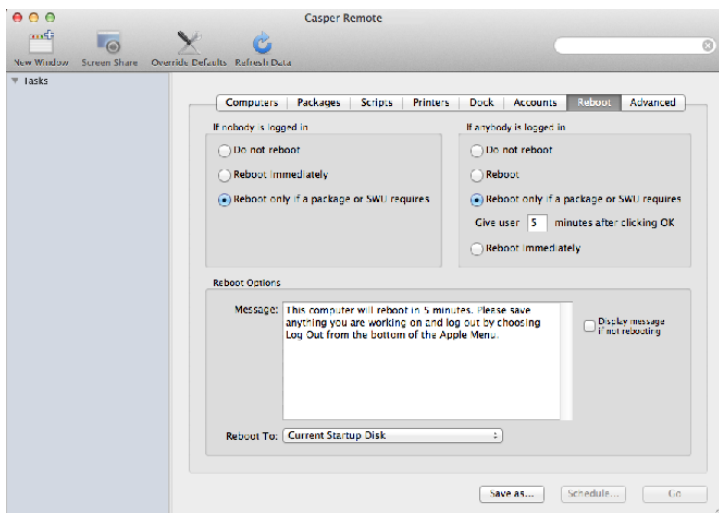 Casper Remote
New Window Screen Share Override Defaults Refresh Data
Tasks
Computers Packages Scripts Printers Dock Accounts Reboot Advanced
If nobody is logged in
Do not reboot
Reboot Immediately
Reboot only if a package or SWU requires
If anybody is logged in
Do not reboot
Reboot
Reboot only if a package or SWU requires
Give user 5 minutes after clicking OK
Reboot Immediately
Reboot Options
Message: This computer will reboot in 5 minutes. Please save
anything you are working on and log out by choosing
Log Out from the bottom of the Apple Menu.
Display message
if not rebooting
Reboot To: Current Startup Disk
Save as... Schedule... Go